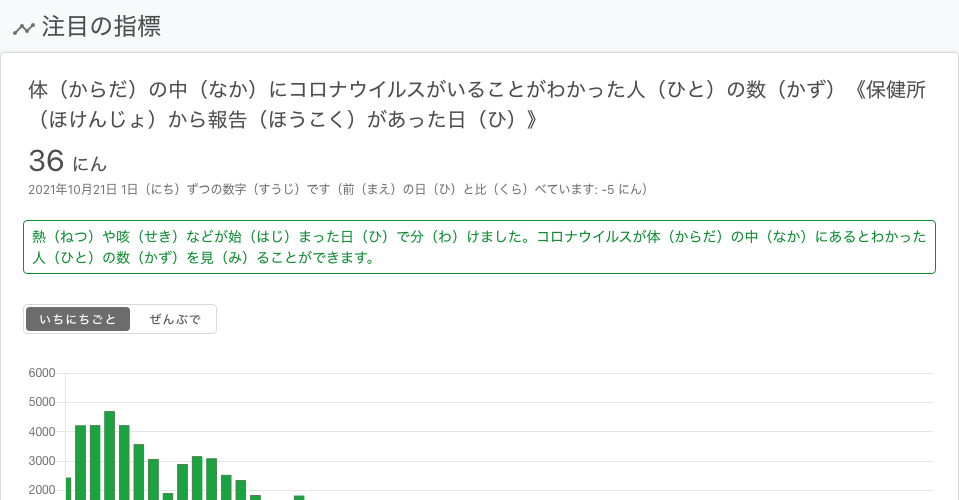 注目の指標
体（からだ）の中（なか）にコロナウイルスがいることがわかった人（ひと）の数（かず）《保健所
（ほけんじょ）から報告（ほうこく）があった日（ひ）》
36 にん
2021年10月21日 1日（にち）ずつの数字（すうじ）です（前（まえ）の日（ひ）と比（くら）べています: -5 にん）
熱（ねつ）や咳（せき）などが始（はじ）まった日（ひ）で分（わ）けました。コロナウイルスが体（からだ）の中（なか）にあるとわかった
人（ひと）の数（かず）を見（み）ることができます。
いちにちごと ぜんぶで
6000
5000
4000
3000
2000